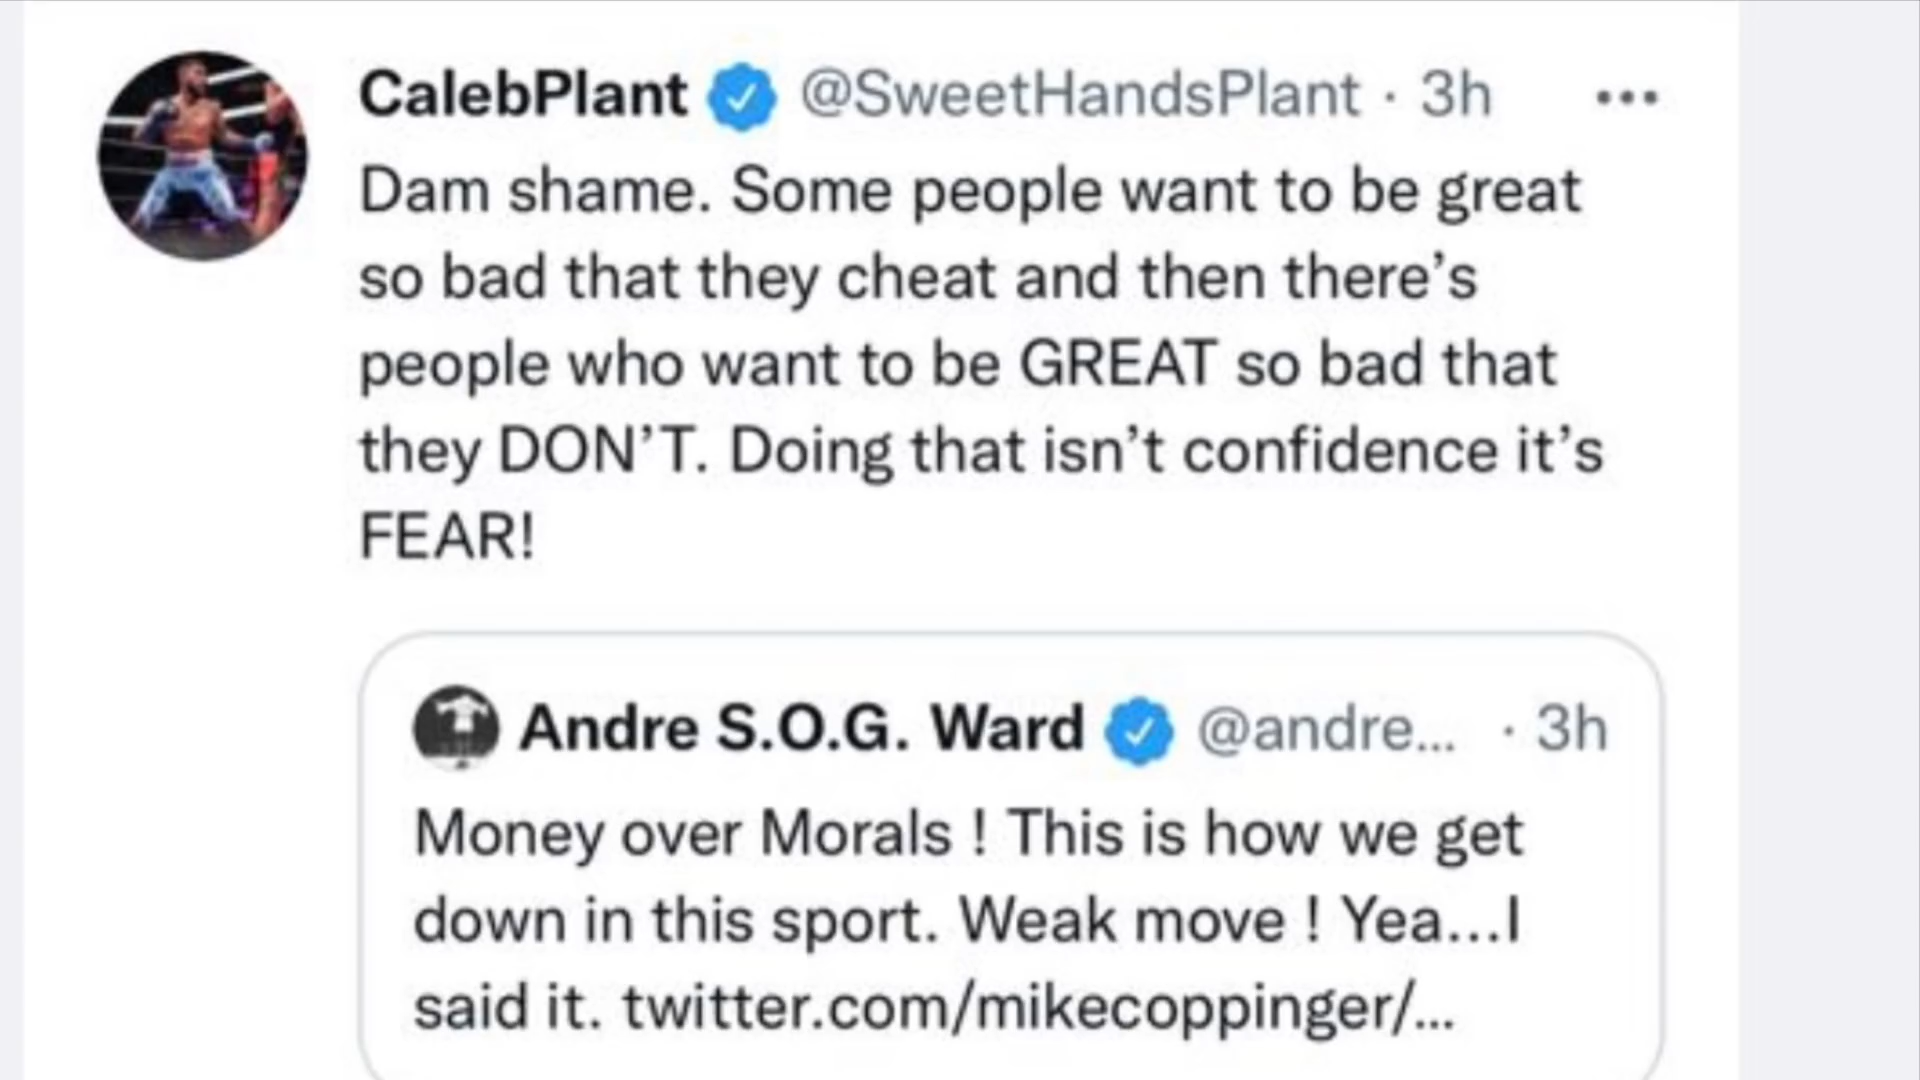 CalebPlant @SweetHandsPlant · 3h
Dam shame. Some people want to be great
so bad that they cheat and then there’s
people who want to be GREAT so bad that
they DON’T. Doing that isn’t confidence it’s
FEAR!
Andre S.O.G. Ward @andre... · 3h
Money over Morals ! This is how we get
down in this sport. Weak move ! Yea...I
said it. twitter.com/mikecoppinger/...